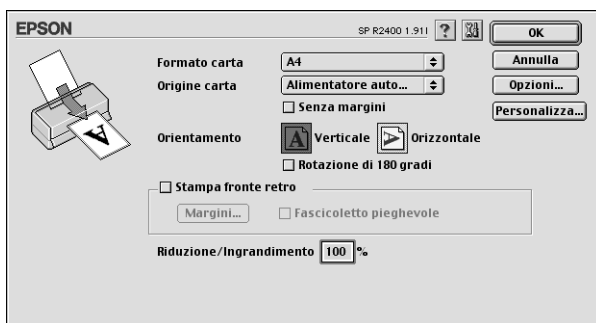 EPSON
SP R2400 1.91I
?
OK
Formato carta
A4
Annulla
Origine carta
Alimentatore auto...
Opzioni...
Senza margini
Personalizza...
Orientamento
A Verticale A Orizzontale
A
Rotazione di 180 gradi
Stampa fronte retro
Margini...
Fascicoletto pieghevole
Riduzione/Ingrandimento 100 %